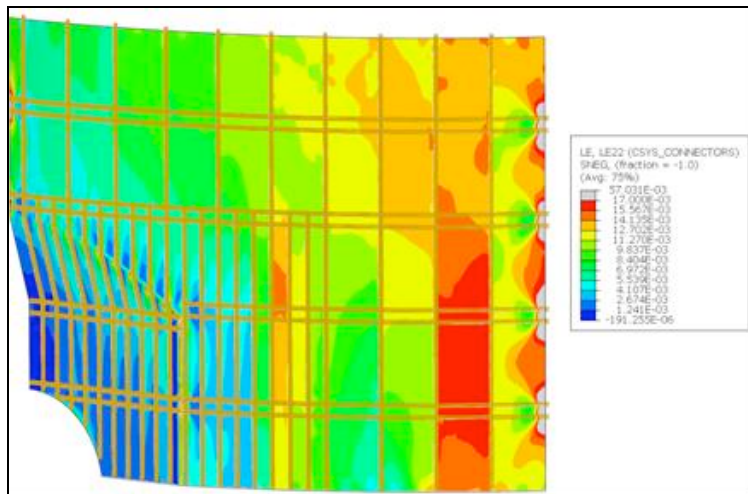 LE, LE22 (CSYS_CONNECTORS)
SNEG, (fraction = -1.0)
(Avg: 75%)
57.031E-03
17.000E-03
15.567E-03
14.135E-03
12.702E-03
11.270E-03
9.837E-03
8.404E-03
6.972E-03
5.539E-03
4.107E-03
2.674E-03
1.241E-03
-191.255E-06